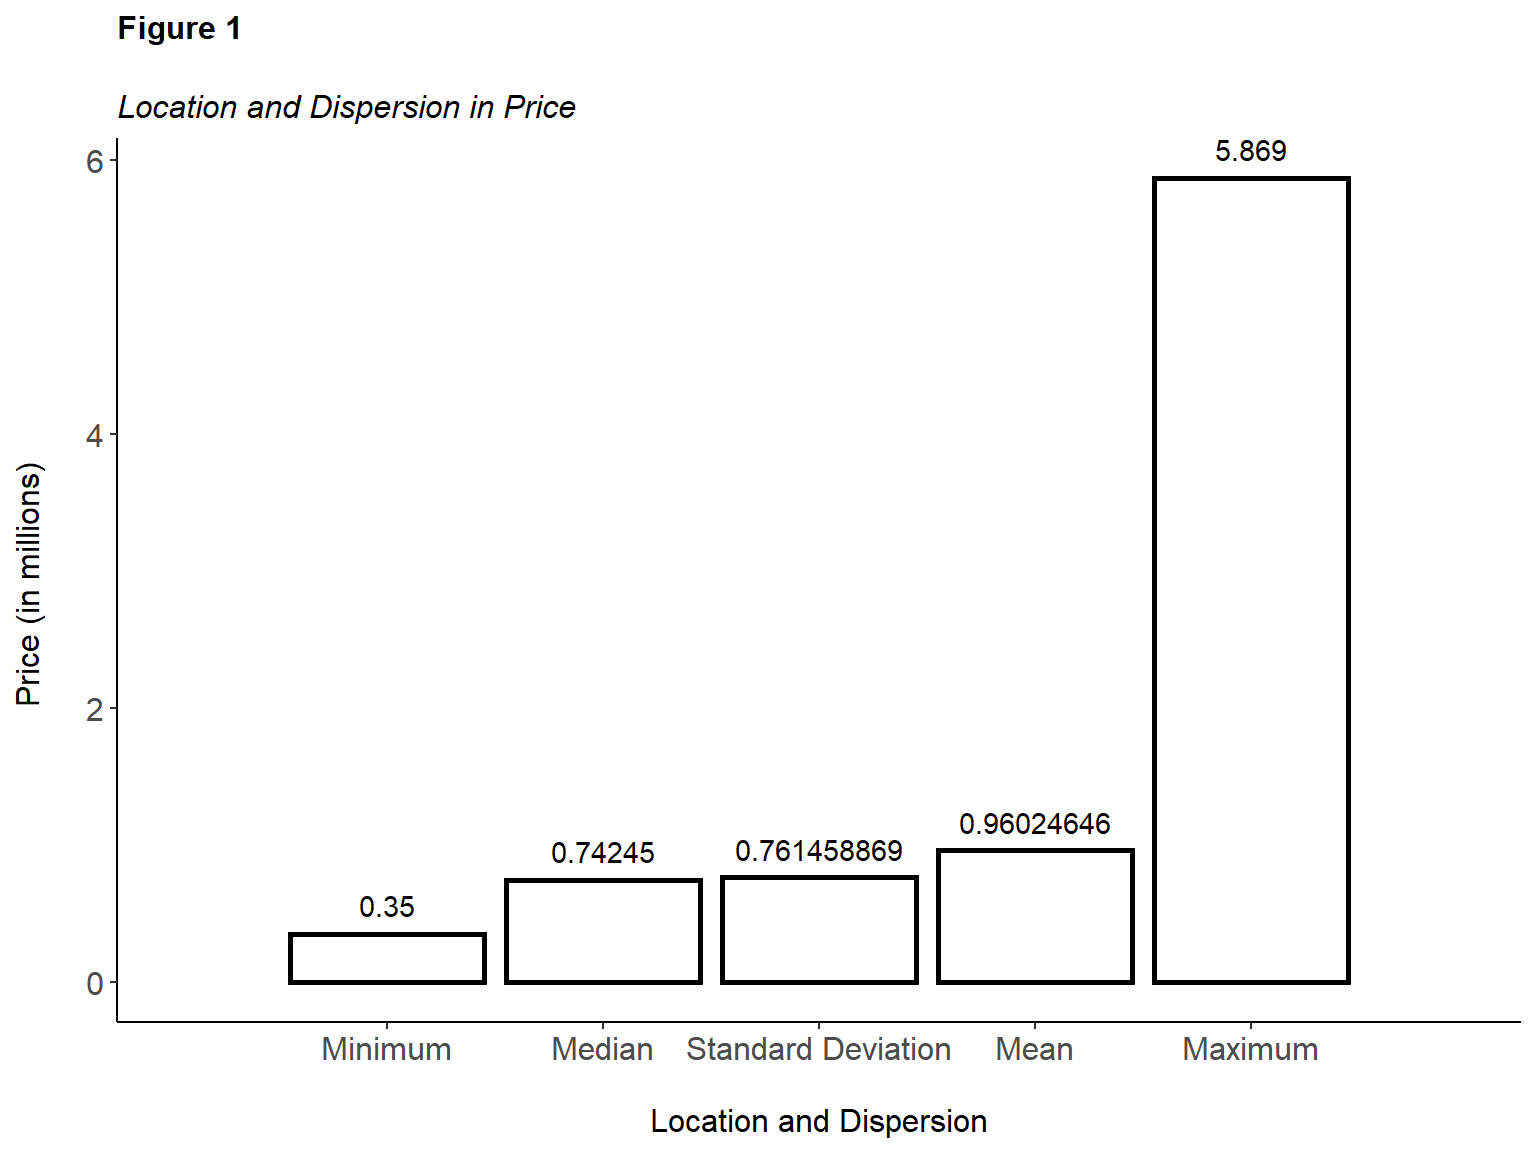 Figure 1
Location and Dispersion in Price
Price (in millions)
6
4
2
0
5.869
0.96024646
0.761458869
0.74245
0.35
Minimum
Median
Standard Deviation
Mean
Maximum
Location and Dispersion